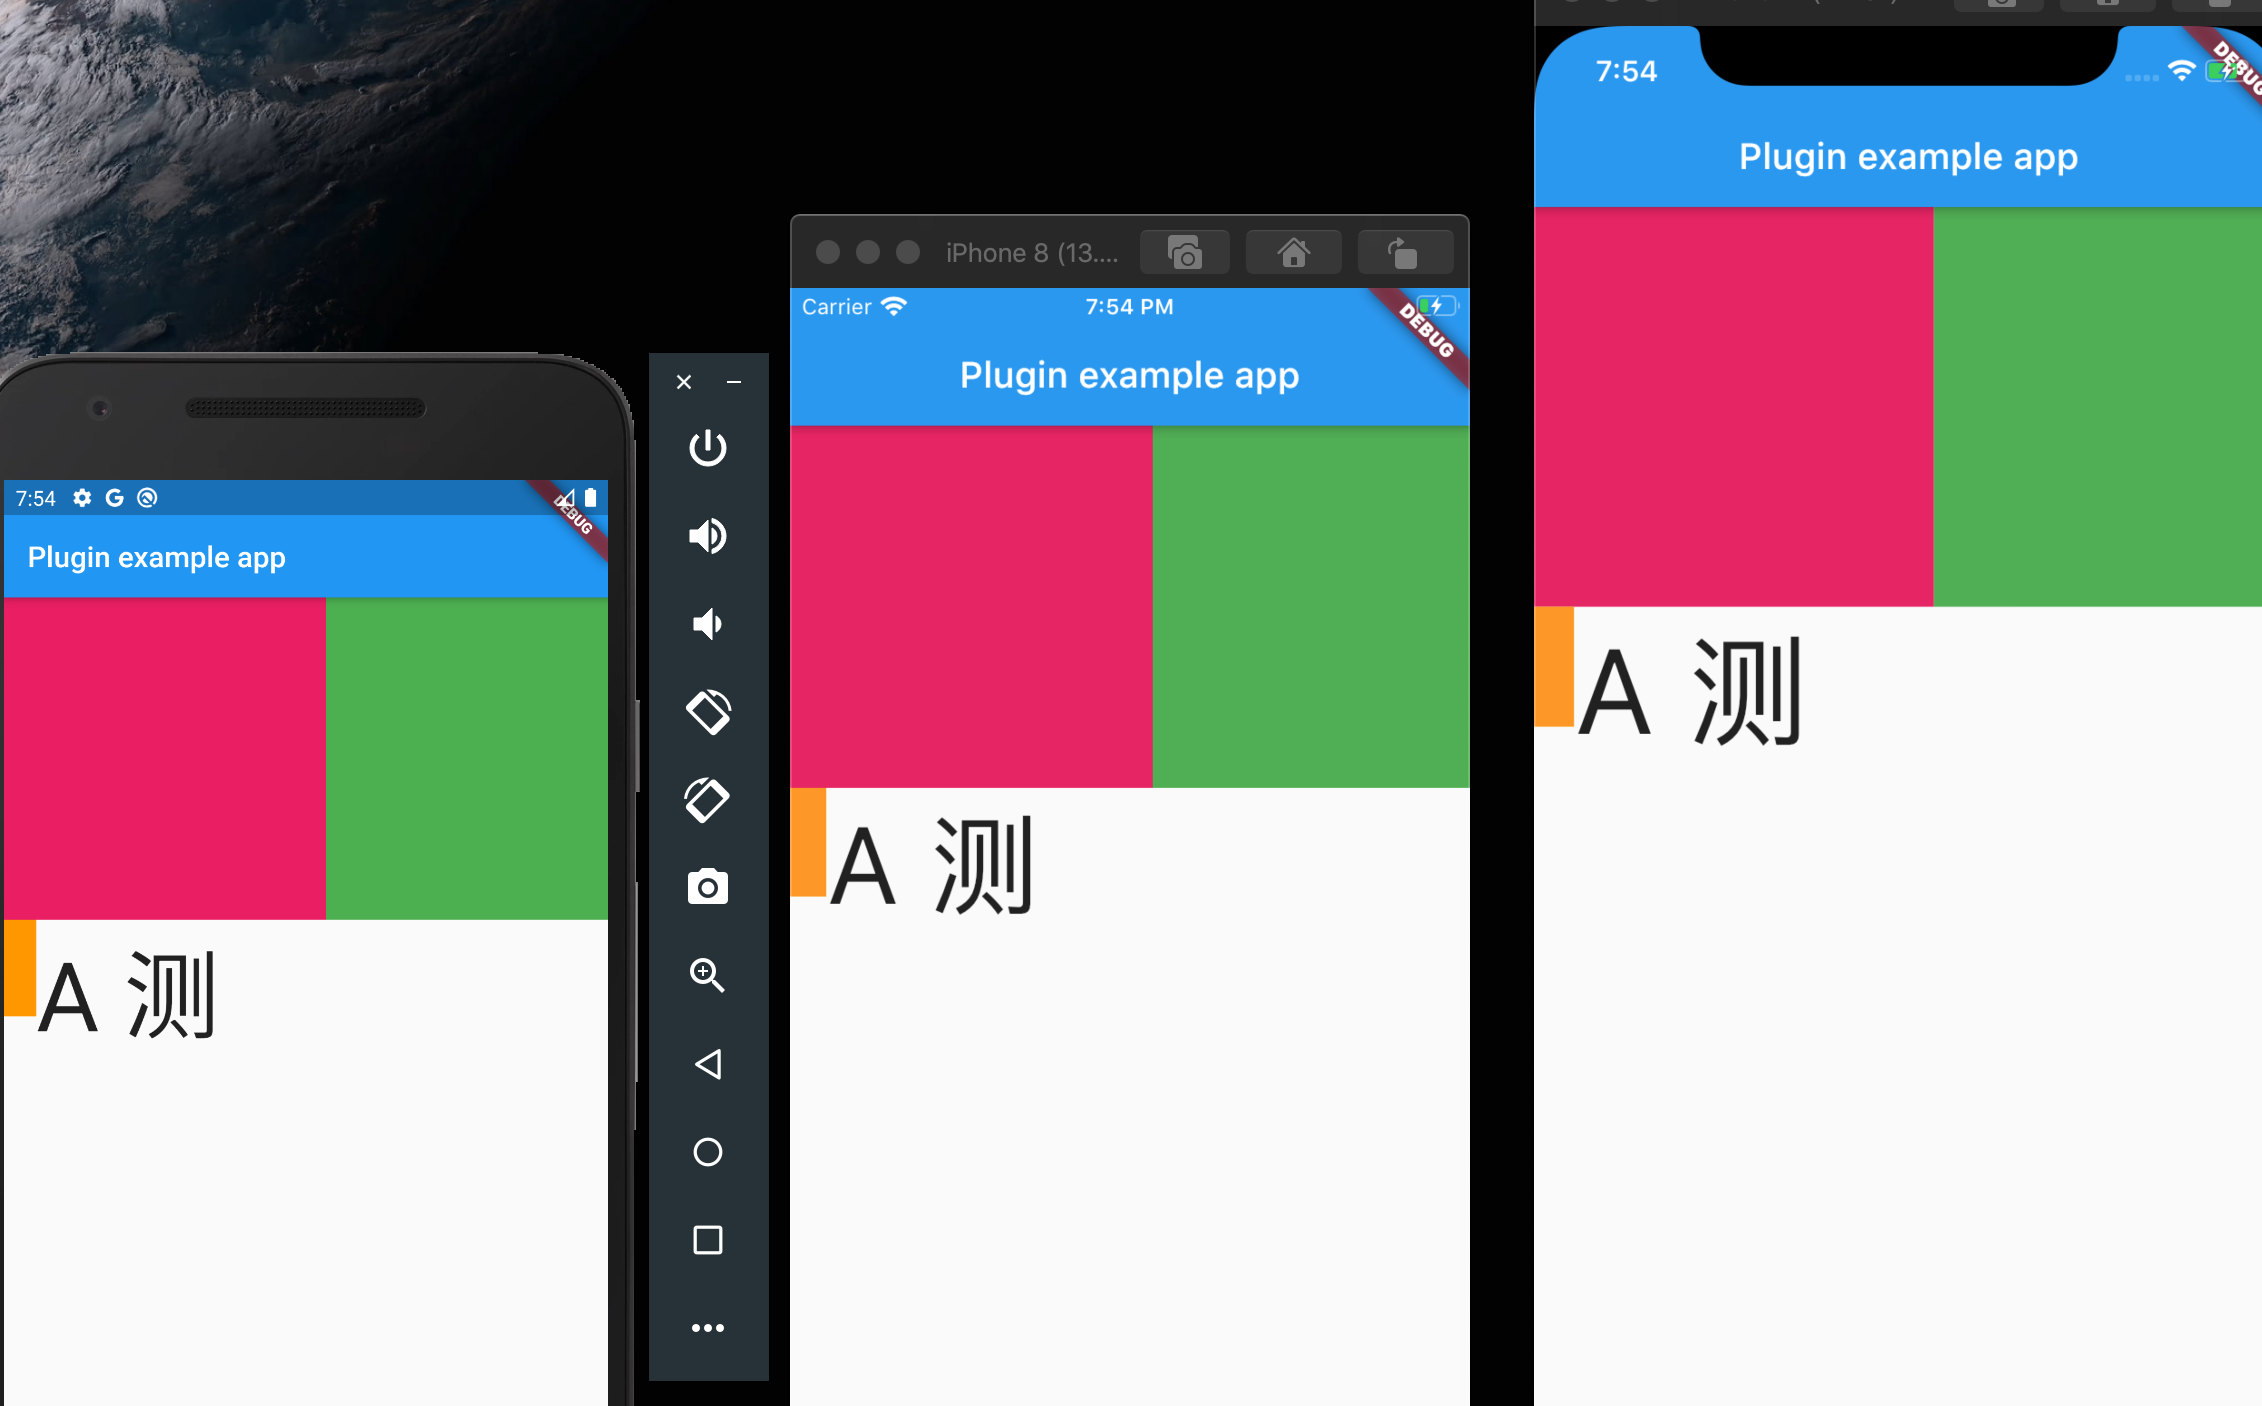 7:54
DEBUG
Plugin example app
A 测
iPhone 8 (13....
Carrier
7:54 PM
DEBUG
Plugin example app
A 测
7:54
DEBUG
Plugin example app
A 测